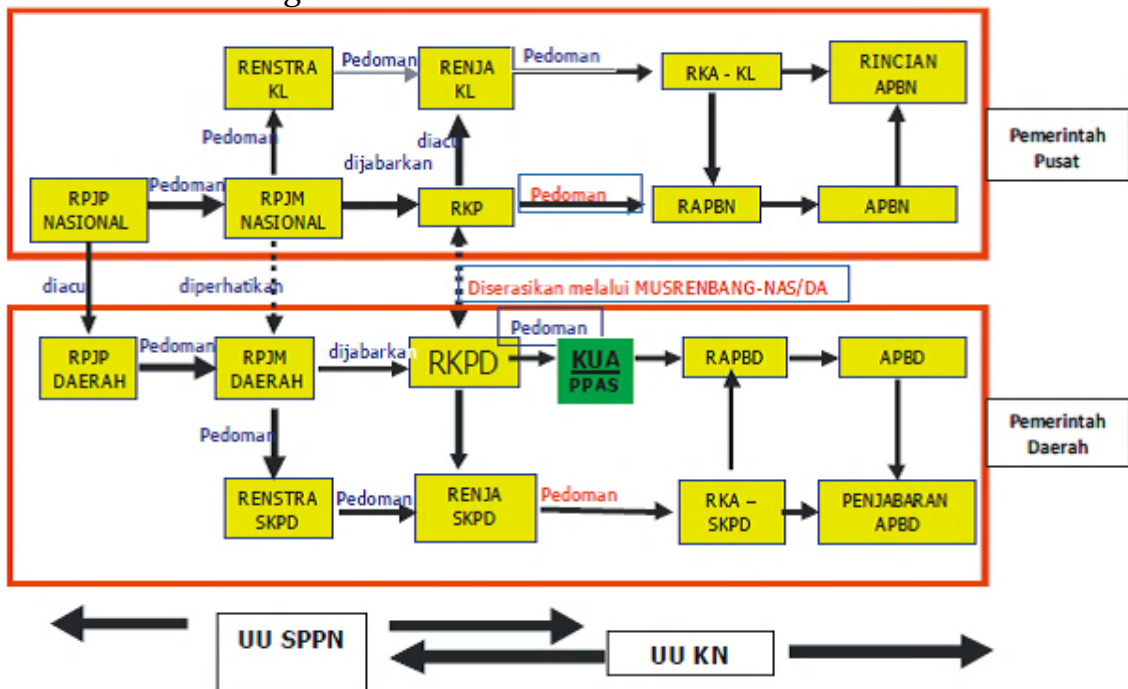 RENSTRA
KL
Pedoman
RENJA
KL
Pedoman
RKA - KL
RINCIAN
APBN
Pemerintah
Pusat
Pedoman
diacu
dijabarkan
RPJP
NASIONAL
Pedoman
RPJM
NASIONAL
RKP
Pedoman
RAPBN
APBN
diacu
diperhatikan
Diserasikan melalui MUSRENBANG-NAS/DA
Pedoman
RPJP
DAERAH
Pedoman
RPJM
DAERAH
dijabarkan
RKPD
KUA
PPAS
RAPBD
APBD
Pemerintah
Daerah
Pedoman
RENSTRA
SKPD
Pedoman
RENJA
SKPD
Pedoman
RKA –
SKPD
PENJABARAN
APBD
UU SPPN
UU KN